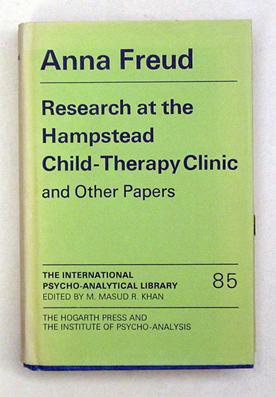 Anna Freud
Research at the
Hampstead
Child-Therapy Clinic
and Other Papers
THE INTERNATIONAL
PSYCHO-ANALYTICAL LIBRARY
EDITED BY M. MASUD R. KHAN
85
THE HOGARTH PRESS AND
THE INSTITUTE OF PSYCHO-ANALYSIS